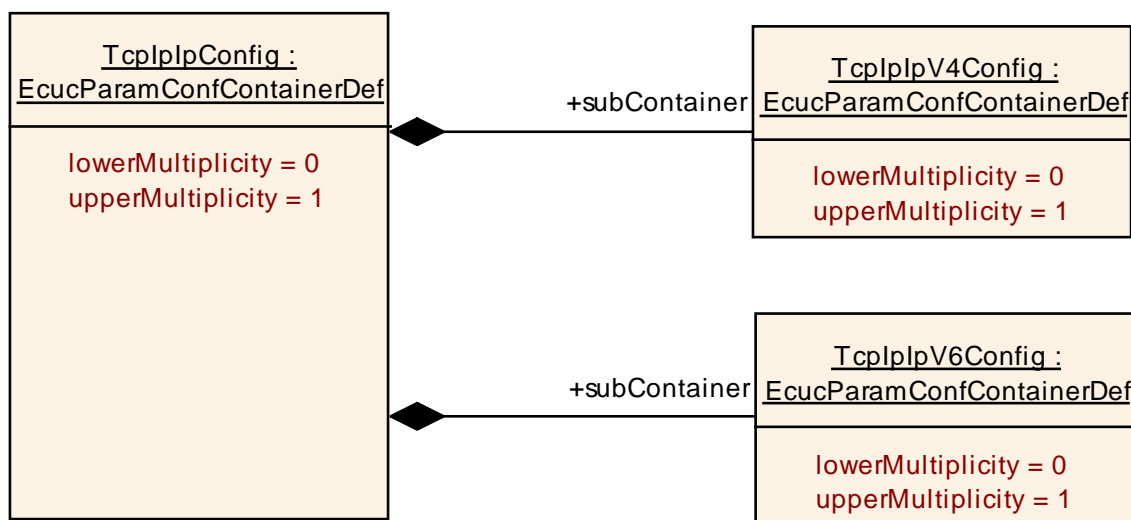 TcpIpIpConfig :
EcucParamConfContainerDef
lowerMultiplicity = 0
upperMultiplicity = 1
+subContainer
TcpIpIpV4Config :
EcucParamConfContainerDef
lowerMultiplicity = 0
upperMultiplicity = 1
+subContainer
TcpIpIpV6Config :
EcucParamConfContainerDef
lowerMultiplicity = 0
upperMultiplicity = 1